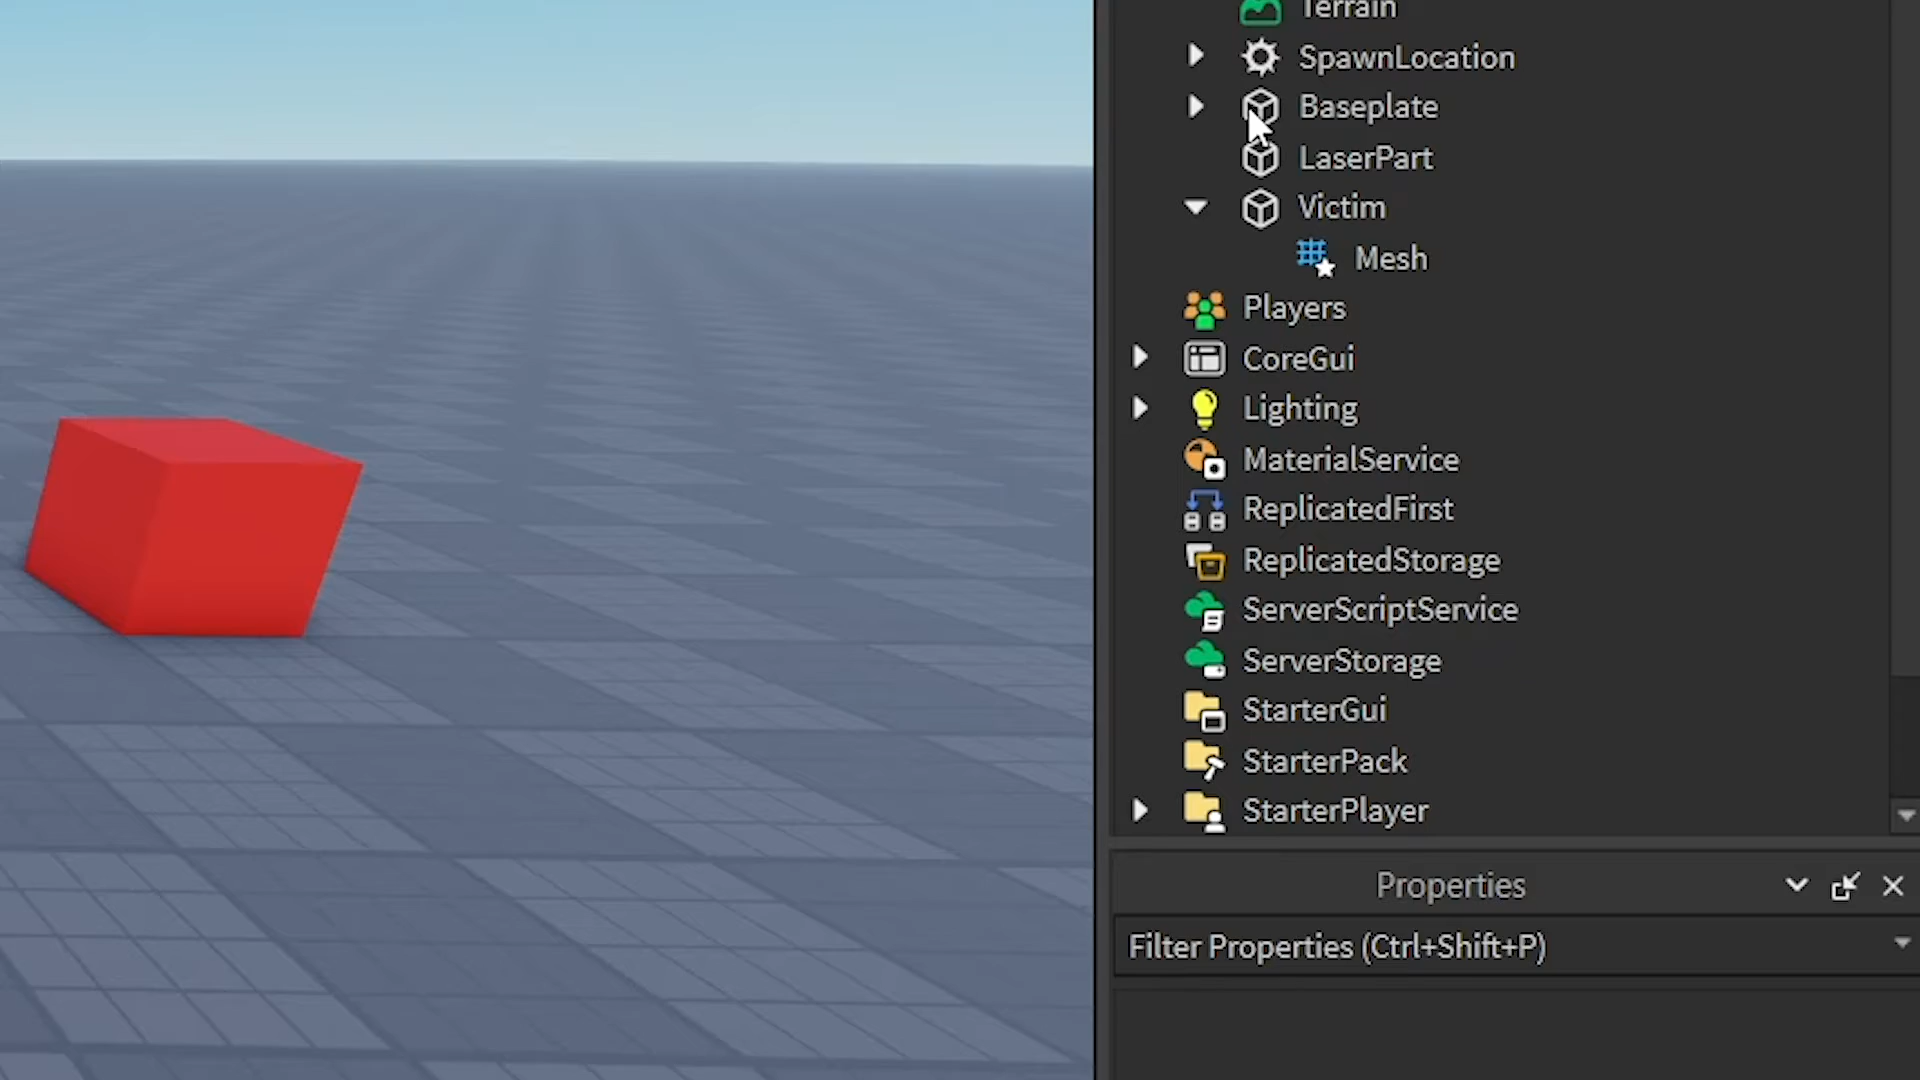 Terrain
SpawnLocation
Baseplate
LaserPart
Victim
Mesh
Players
CoreGui
Lighting
MaterialService
ReplicatedFirst
ReplicatedStorage
ServerScriptService
ServerStorage
StarterGui
StarterPack
StarterPlayer
Properties
Filter Properties (Ctrl+Shift+P)